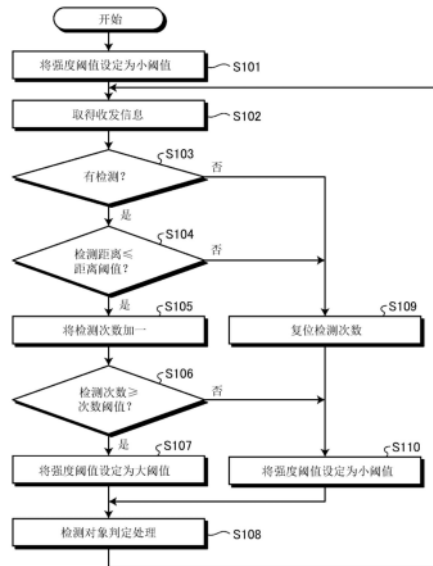 开始
将强度阈值设定为小阈值
S101
取得收发信息
S102
S103
有检测？
否
是
S104
检测距离≤
距离阈值？
否
是
S105
将检测次数加一
S109
复位检测次数
S106
检测次数≥
次数阈值？
否
是
S107
将强度阈值设定为大阈值
S110
将强度阈值设定为小阈值
检测对象判定处理
S108